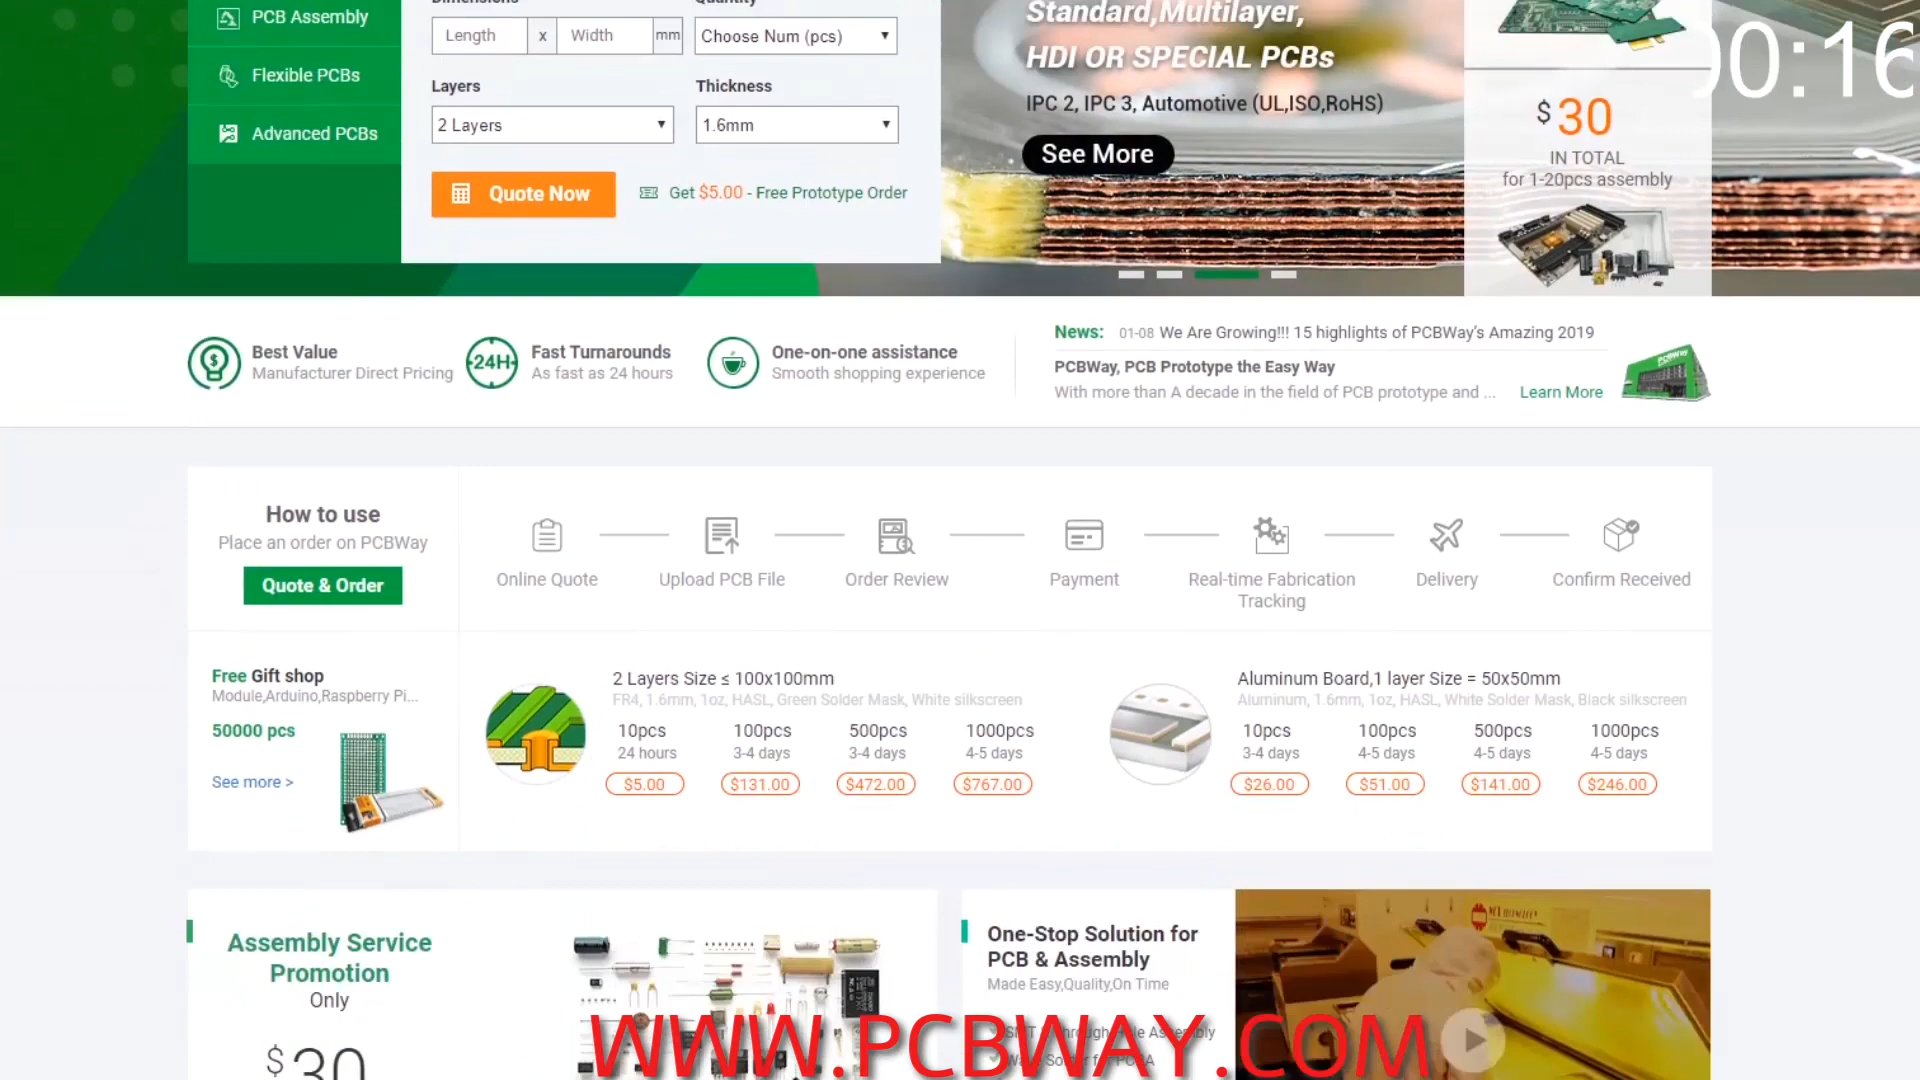 PCB Assembly
Flexible PCBs
Advanced PCBs
Dimensions
Quantity
Length x Width mm
Choose Num (pcs)
Layers
Thickness
2 Layers
1.6mm
Quote Now
Get $5.00 - Free Prototype Order
Standard,Multilayer,
HDI OR SPECIAL PCBs
IPC 2, IPC 3, Automotive (UL,ISO,RoHS)
See More
$30
IN TOTAL
for 1-20pcs assembly
00:16
Best Value
Manufacturer Direct Pricing
24H
Fast Turnarounds
As fast as 24 hours
One-on-one assistance
Smooth shopping experience
News: 01-08 We Are Growing!!! 15 highlights of PCBWay's Amazing 2019
PCBWay, PCB Prototype the Easy Way
With more than A decade in the field of PCB prototype and ... Learn More
PCBWay
How to use
Place an order on PCBWay
Quote & Order
Online Quote
Upload PCB File
Order Review
Payment
Real-time Fabrication
Tracking
Delivery
Confirm Received
Free Gift shop
Module,Arduino,Raspberry Pi...
50000 pcs
See more >
2 Layers Size ≤ 100x100mm
FR4, 1.6mm, 1oz, HASL, Green Solder Mask, White silkscreen
10pcs 100pcs 500pcs 1000pcs
24 hours 3-4 days 3-4 days 4-5 days
$5.00 $131.00 $472.00 $767.00
Aluminum Board,1 layer Size = 50x50mm
Aluminum, 1.6mm, 1oz, HASL, White Solder Mask, Black silkscreen
10pcs 100pcs 500pcs 1000pcs
3-4 days 4-5 days 4-5 days 4-5 days
$26.00 $51.00 $141.00 $246.00
Assembly Service
Promotion
Only
$30
One-Stop Solution for
PCB & Assembly
Made Easy,Quality,On Time
Assembly
WWW.PCBWAY.COM